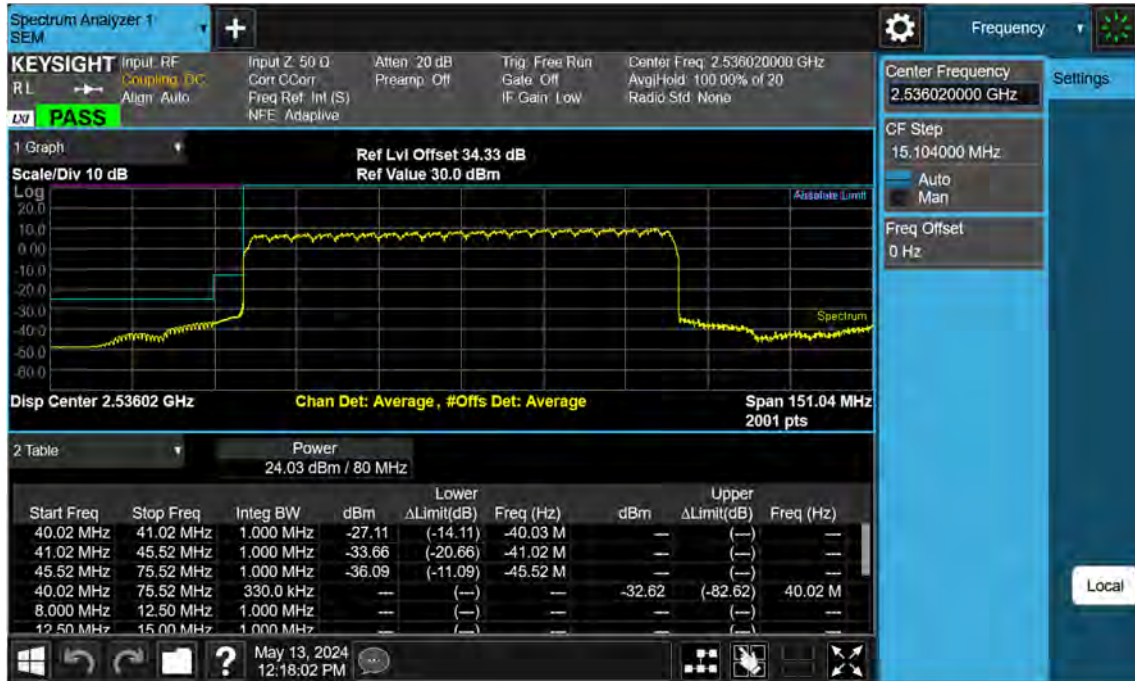 Spectrum Analyzer 1
SEM
+
Frequency
KEYSIGHT
RL
LXI
PASS
Input: RF
Coupling: DC
Align: Auto
Input Z: 50 Ω
Corr CCorr
Freq Ref: Int (S)
NFE: Adaptive
Atten: 20 dB
Preamp: Off
Trig: Free Run
Gate: Off
IF Gain: Low
Center Freq: 2.536020000 GHz
Avg|Hold: 100.00% of 20
Radio Std: None
Center Frequency
2.536020000 GHz
Settings
CF Step
15.104000 MHz
Auto
Man
Freq Offset
0 Hz
1 Graph
Scale/Div 10 dB
Ref Lvl Offset 34.33 dB
Ref Value 30.0 dBm
Log
Absolute Limit
20.0
10.0
0.00
-10.0
-20.0
-30.0
-40.0
-50.0
-60.0
Spectrum
Disp Center 2.53602 GHz
Chan Det: Average, #Offs Det: Average
Span 151.04 MHz
2001 pts
2 Table
Power
24.03 dBm / 80 MHz
Lower Upper
Start Freq Stop Freq Integ BW dBm ΔLimit(dB) Freq (Hz) dBm ΔLimit(dB) Freq (Hz)
40.02 MHz 41.02 MHz 1.000 MHz -27.11 (-14.11) -40.03 M --- (---) ---
41.02 MHz 45.52 MHz 1.000 MHz -33.66 (-20.66) -41.02 M --- (---) ---
45.52 MHz 75.52 MHz 1.000 MHz -36.09 (-11.09) -45.52 M --- (---) ---
40.02 MHz 75.52 MHz 330.0 kHz --- (---) --- -32.62 (-82.62) 40.02 M
8.000 MHz 12.50 MHz 1.000 MHz --- (---) --- --- (---) ---
12.50 MHz 15.00 MHz 1.000 MHz --- (---)
Local
?
May 13, 2024
12:18:02 PM